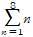 8
∑ n
n = 1